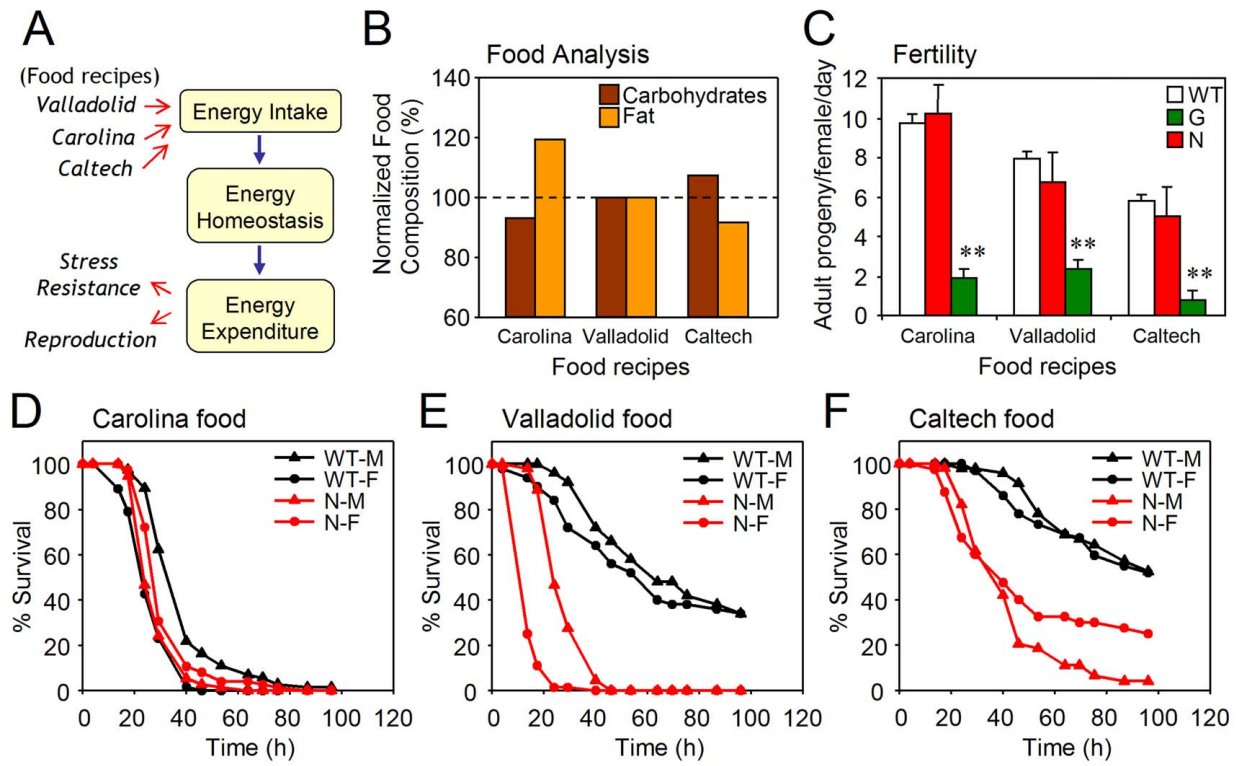 A
(Food recipes)
Valladolid
Carolina
Caltech
Energy Intake
Energy
Homeostasis
Stress
Resistance
Reproduction
Energy
Expenditure
B
Food Analysis
Normalized Food
Composition (%)
140
120
100
80
60
Carbohydrates
Fat
Carolina
Valladolid
Caltech
Food recipes
C
Fertility
Adult progeny/female/day
12
10
8
6
4
2
0
WT
G
N
**
**
**
Carolina
Valladolid
Caltech
Food recipes
D
Carolina food
% Survival
100
80
60
40
20
0
WT-M
WT-F
N-M
N-F
0 20 40 60 80 100 120
Time (h)
E
Valladolid food
% Survival
100
80
60
40
20
0
WT-M
WT-F
N-M
N-F
0 20 40 60 80 100 120
Time (h)
F
Caltech food
% Survival
100
80
60
40
20
0
WT-M
WT-F
N-M
N-F
0 20 40 60 80 100 120
Time (h)